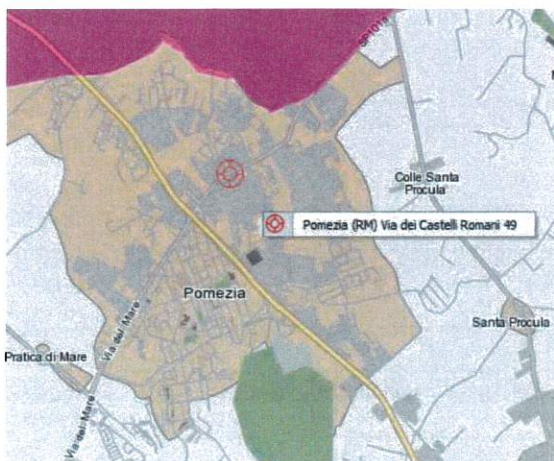 SP101a
Colle Santa
Procula
Pomezia (RM) Via dei Castelli Romani 49
Pomezia
Santa Procula
Via del Mare
Pratica di Mare
Via del Mare